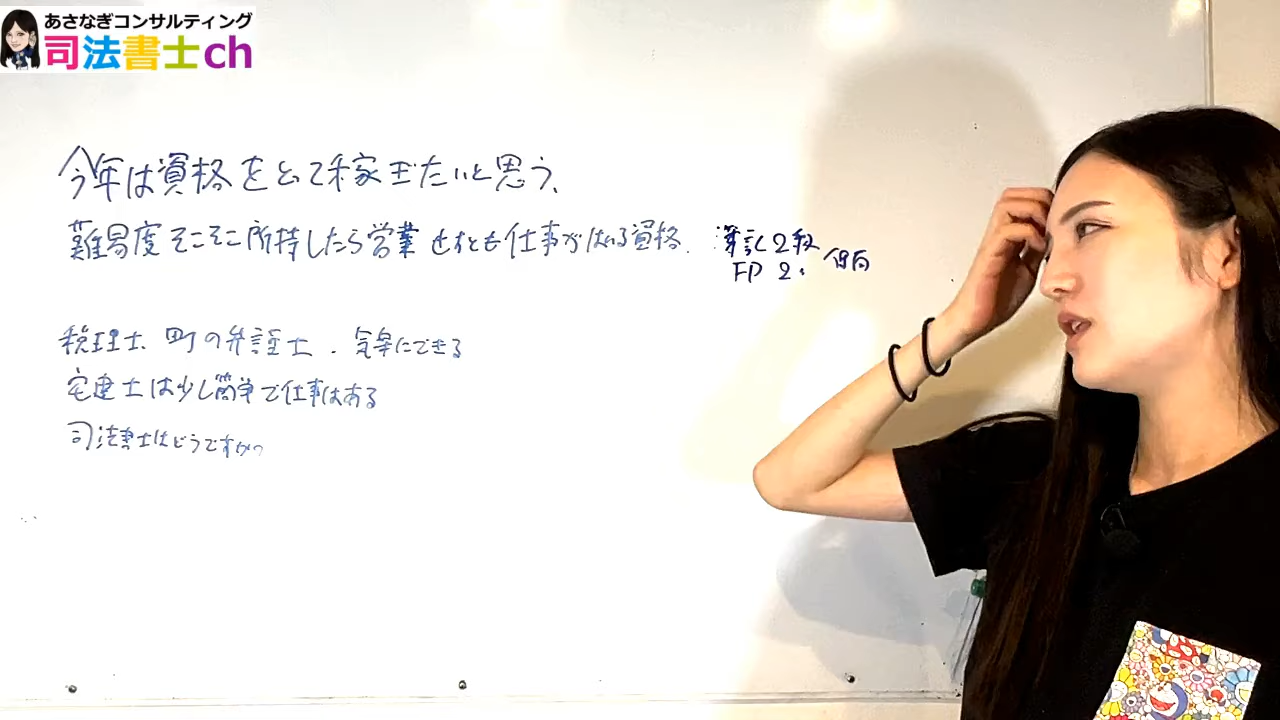 あさなぎコンサルティング
司法書士ch
今年は資格をとって稼ぎたいと思う、
難易度そこそこ所持したら営業せずとも仕事がはいる資格. 簿記2級
FP 2.
税理士、町の弁護士、気楽にできる
宅建士は少し簡単で仕事はある
司法書士はどうですか?